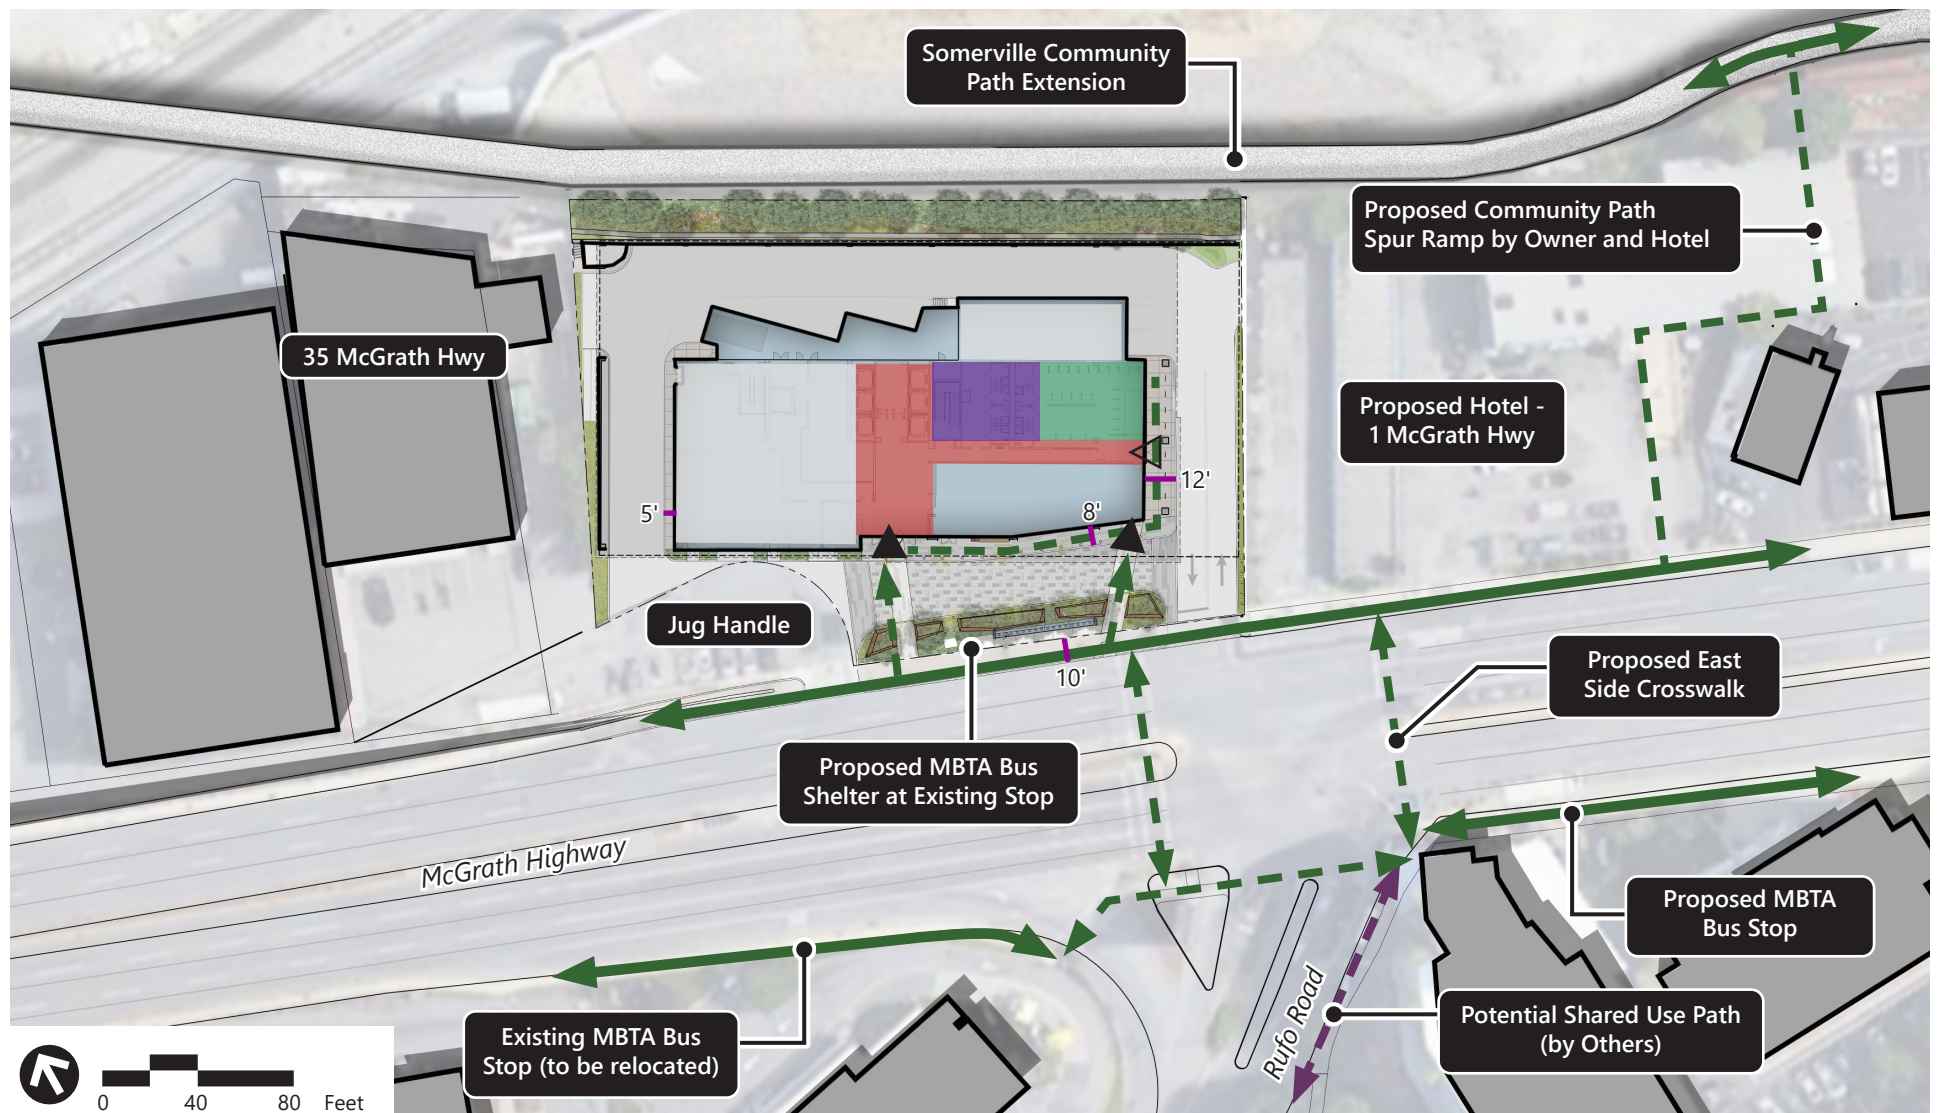 Somerville Community
Path Extension
Proposed Community Path
Spur Ramp by Owner and Hotel
35 McGrath Hwy
Proposed Hotel -
1 McGrath Hwy
12'
5'
8'
Jug Handle
10'
Proposed East
Side Crosswalk
Proposed MBTA Bus
Shelter at Existing Stop
McGrath Highway
Proposed MBTA
Bus Stop
Rufo Road
Potential Shared Use Path
(by Others)
Existing MBTA Bus
Stop (to be relocated)
0 40 80 Feet